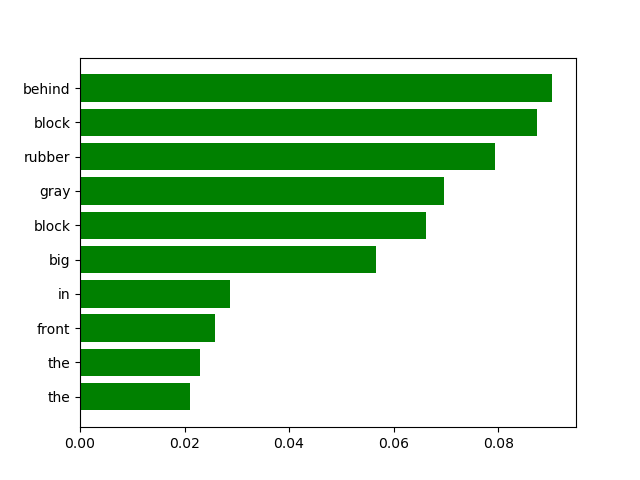 behind
block
rubber
gray
block
big
in
front
the
the
0.00 0.02 0.04 0.06 0.08